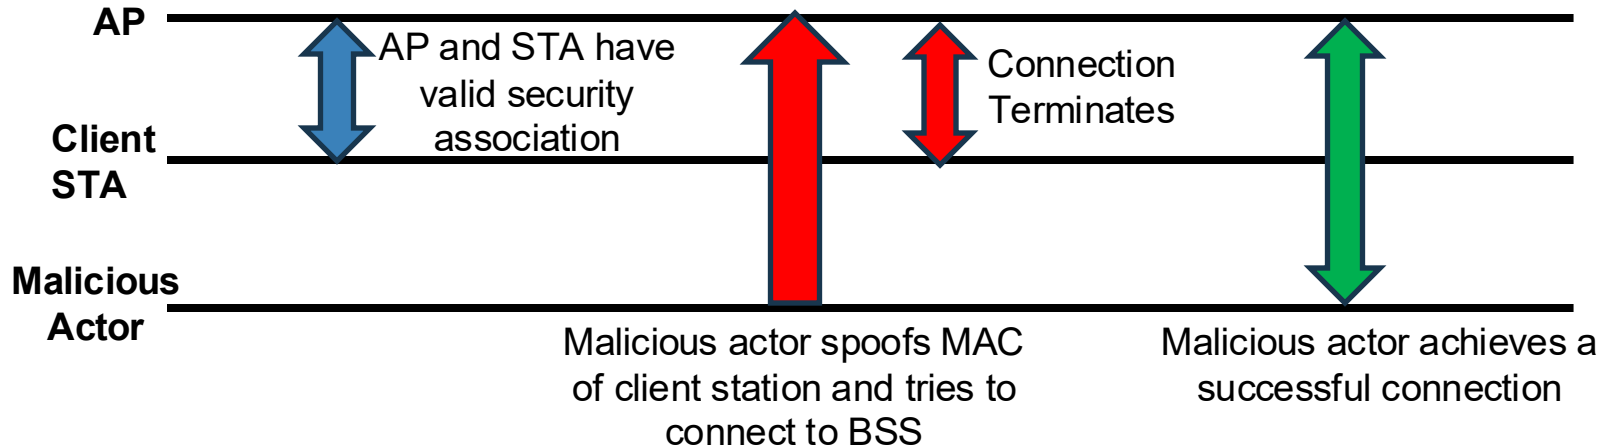 AP
AP and STA have
valid security
association
Connection
Terminates
Client
STA
Malicious
Actor
Malicious actor spoofs MAC
of client station and tries to
connect to BSS
Malicious actor achieves a
successful connection